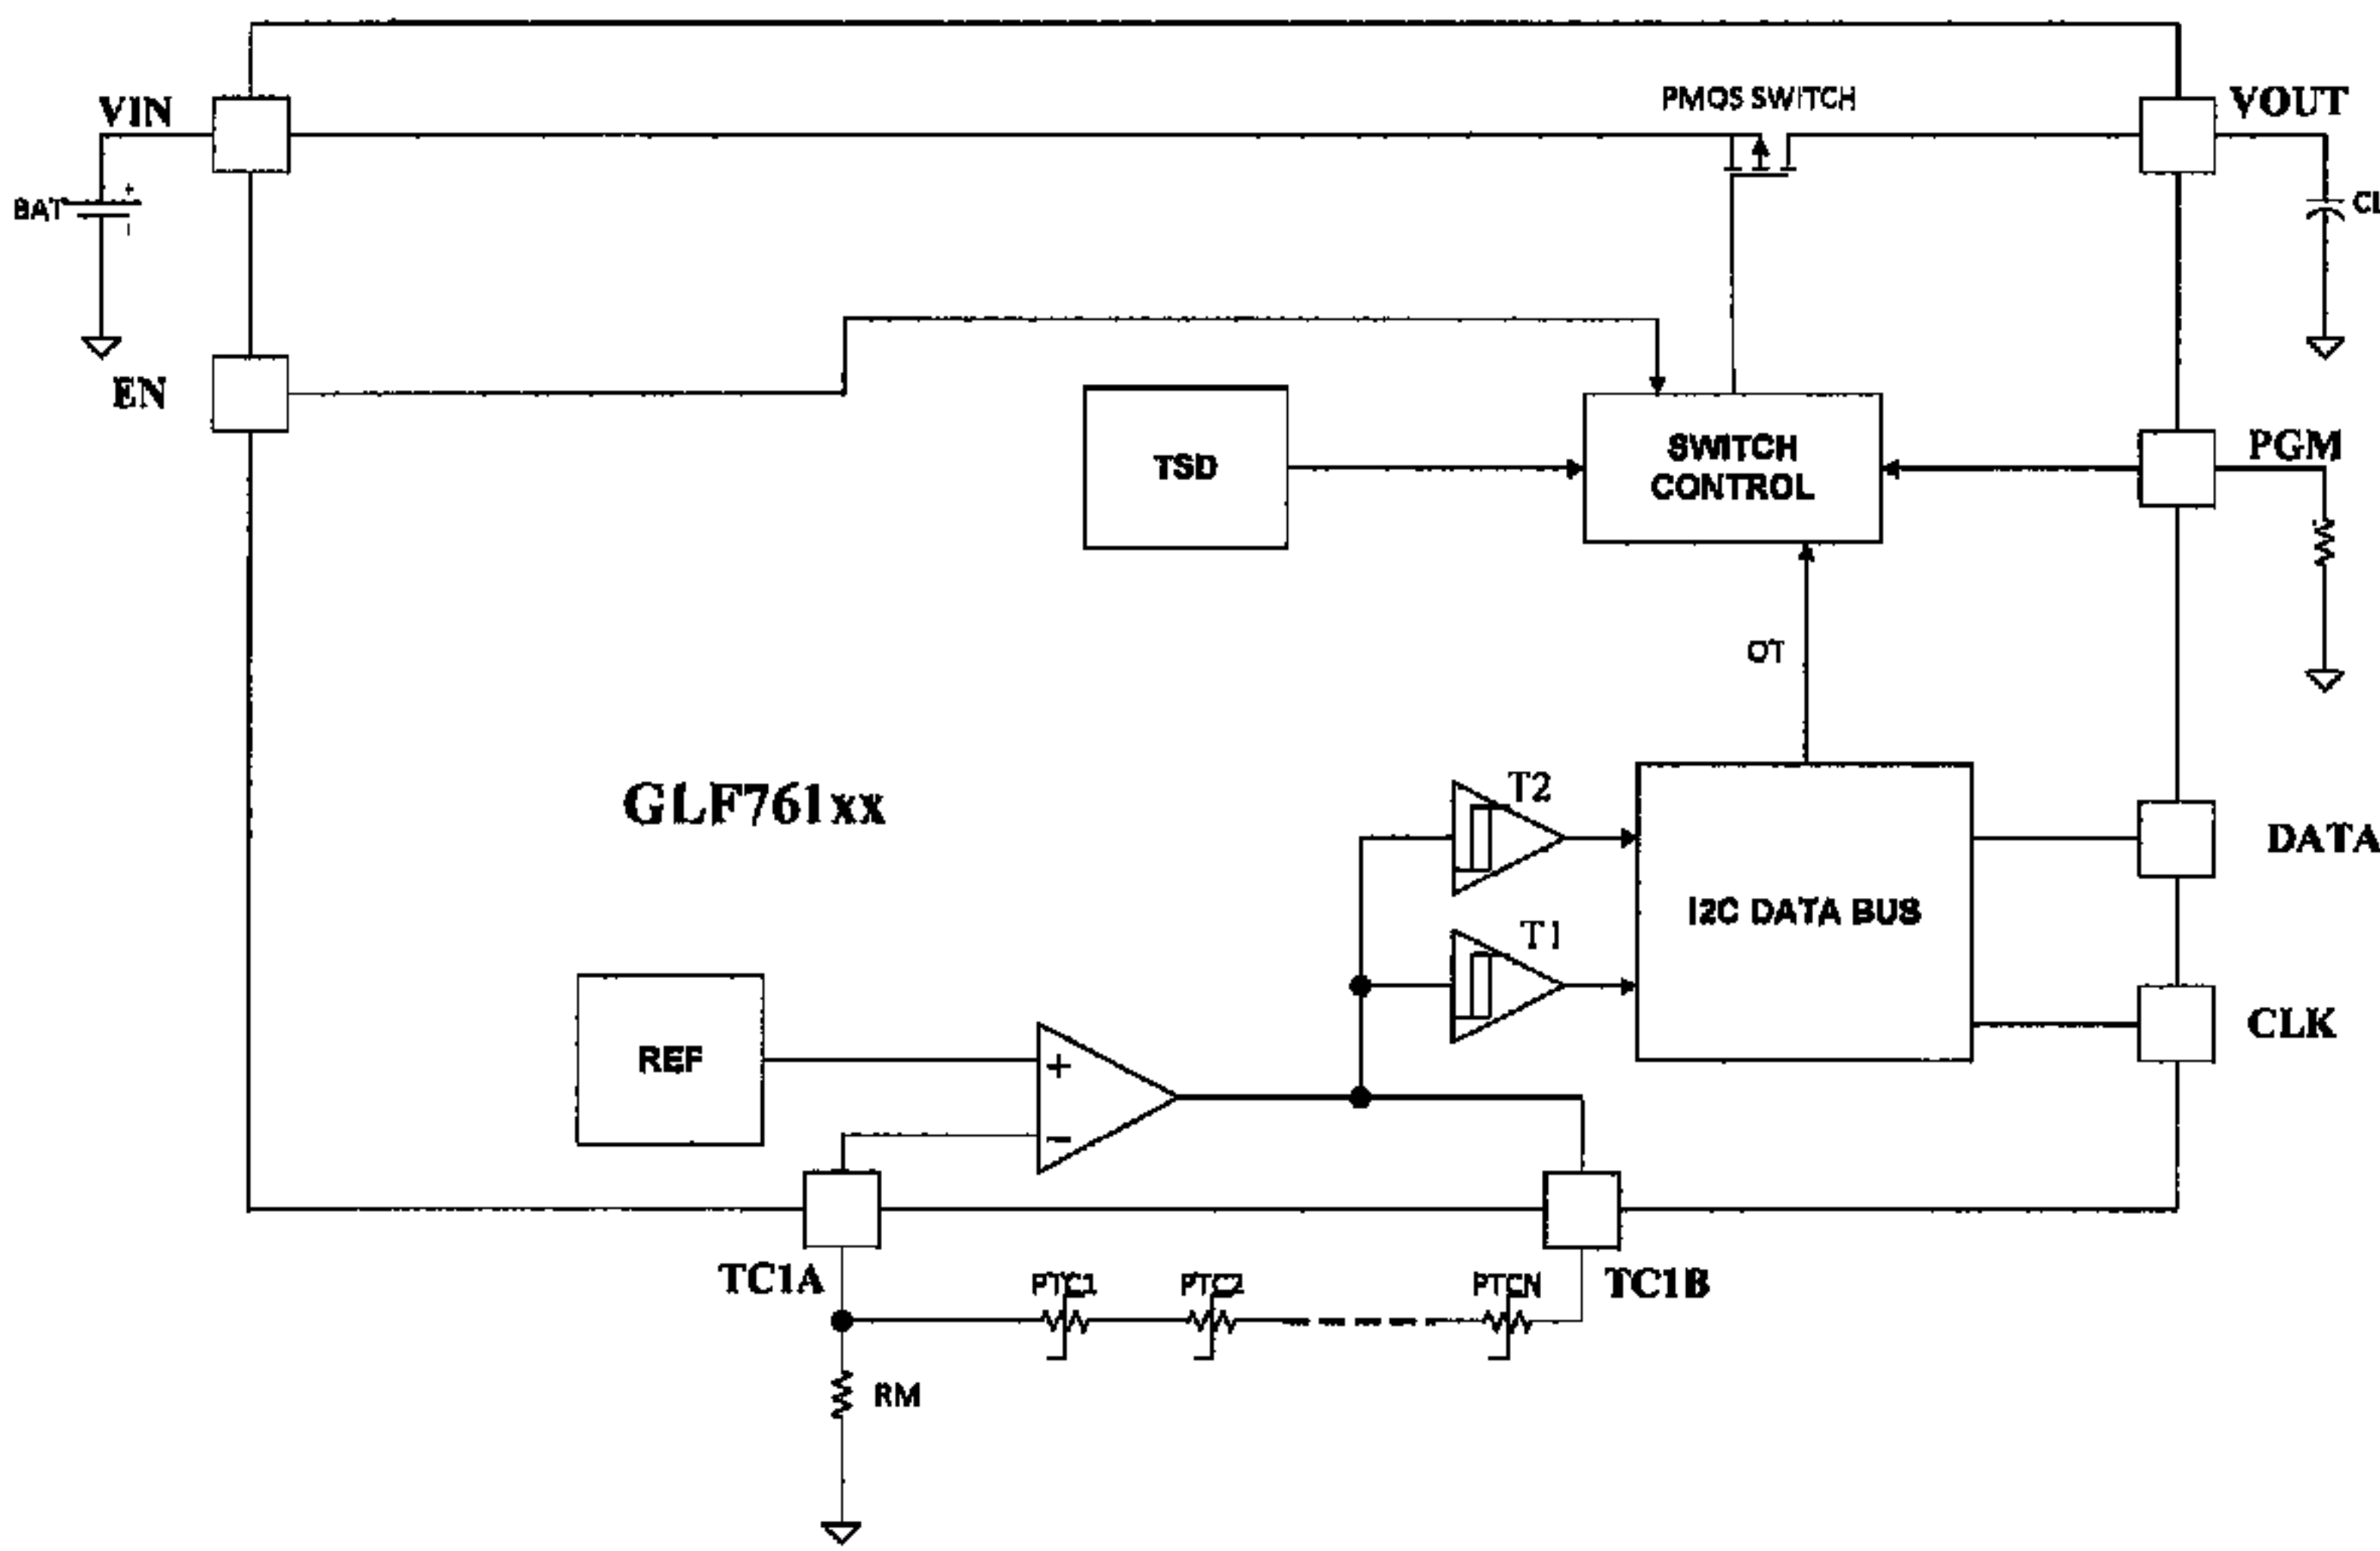 PMOS SWITCH
VIN
VOUT
BAT
+
-
CL
EN
TSD
SWITCH
CONTROL
PGM
OT
GLF761xx
T2
DATA
I2C DATA BUS
T1
CLK
REF
+
-
TC1A
PTC1
PTC2
PTCN
TC1B
RM